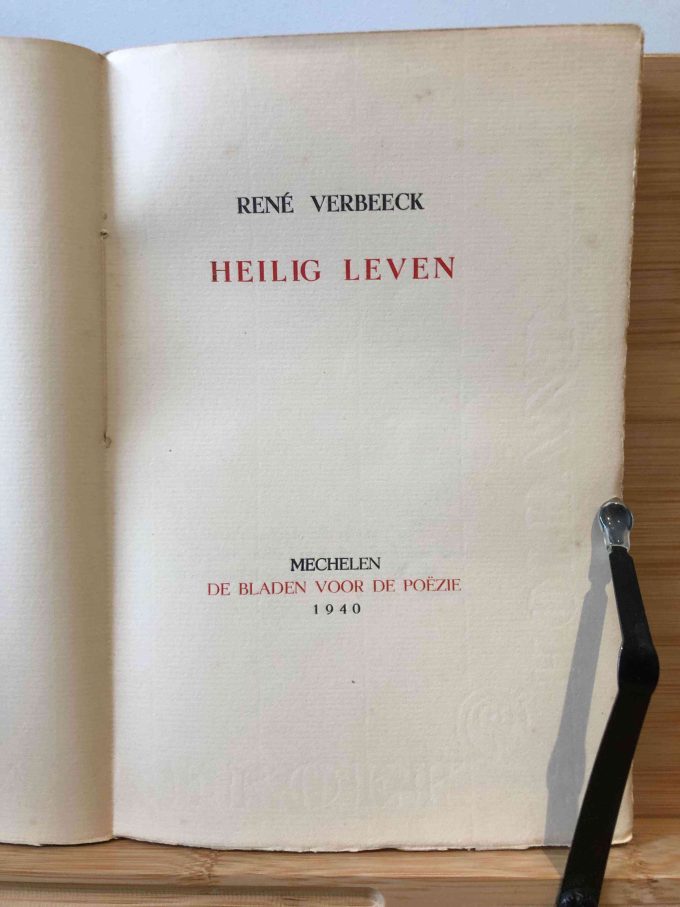 RENÉ VERBEECK
HEILIG LEVEN
MECHELEN
DE BLADEN VOOR DE POËZIE
1940